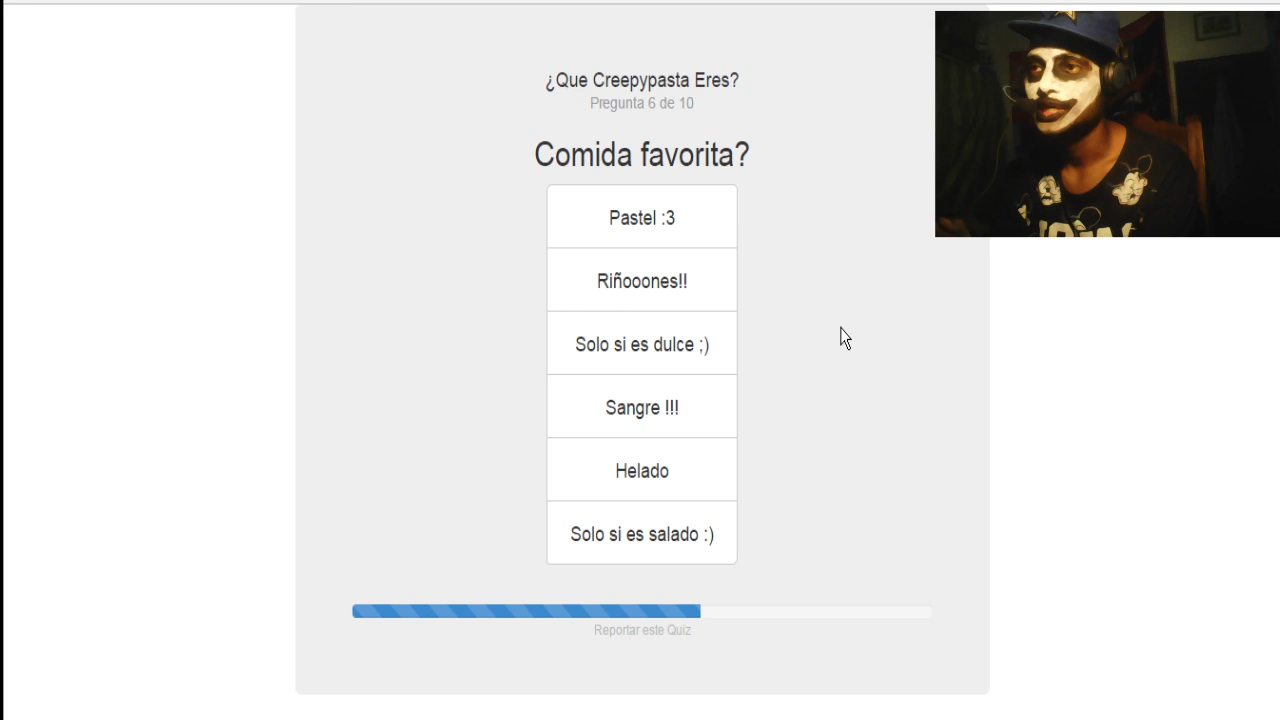 ¿Que Creepypasta Eres?
Pregunta 6 de 10
Comida favorita?
Pastel :3
Riñooones!!
Solo si es dulce ;)
Sangre !!!
Helado
Solo si es salado :)
Reportar este Quiz